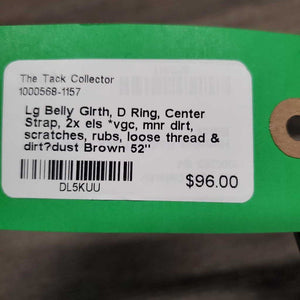 The Tack Collector
1000568-1157
Lg Belly Girth, D Ring, Center
Strap, 2x els *vgc, mnr dirt,
scratches, rubs, loose thread &
dirt?dust Brown 52"
DL5KUU
$96.00